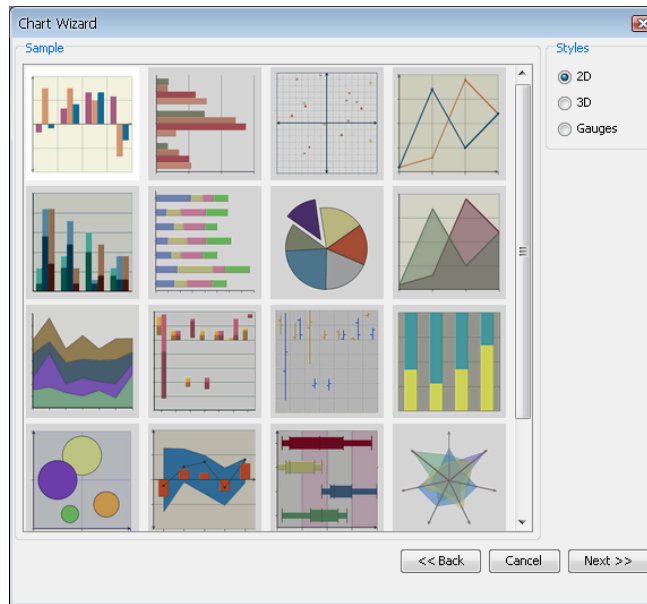 Chart Wizard
Sample
Styles
2D
3D
Gauges
<< Back
Cancel
Next >>